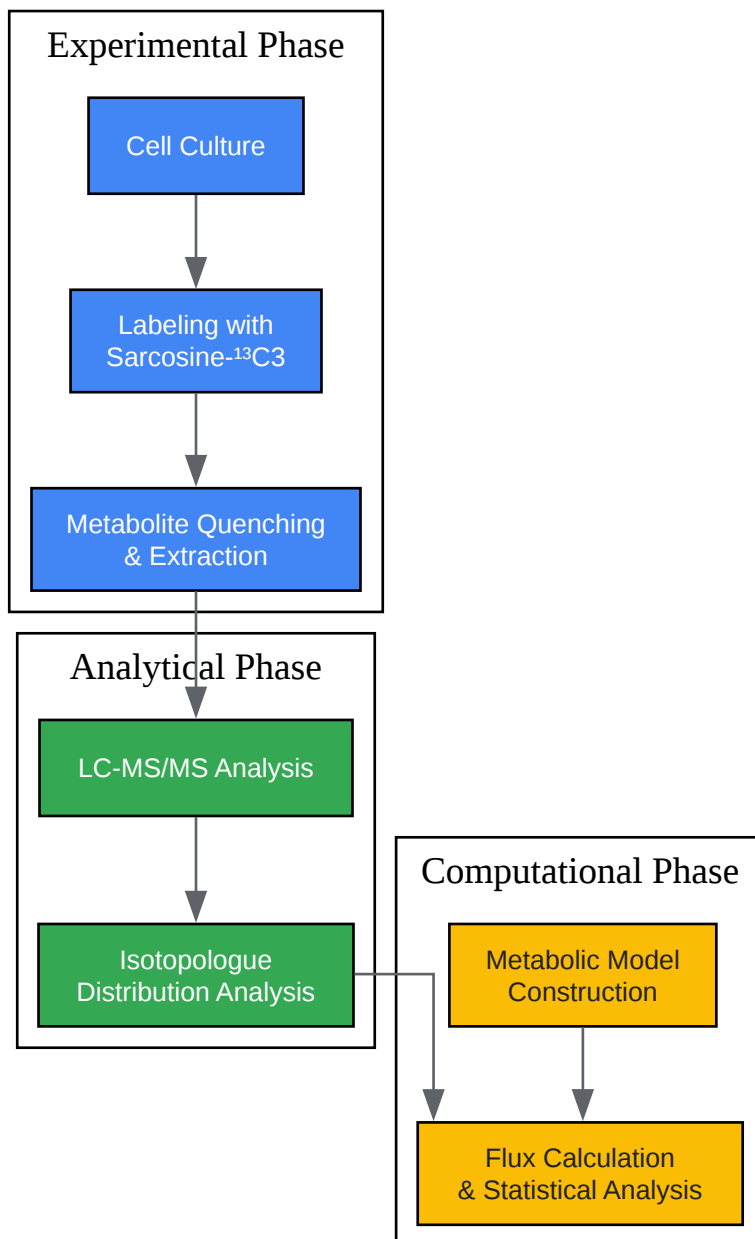 Experimental Phase
Cell Culture
Labeling with
Sarcosine-¹³C3
Metabolite Quenching
& Extraction
Analytical Phase
LC-MS/MS Analysis
Isotopologue
Distribution Analysis
Computational Phase
Metabolic Model
Construction
Flux Calculation
& Statistical Analysis